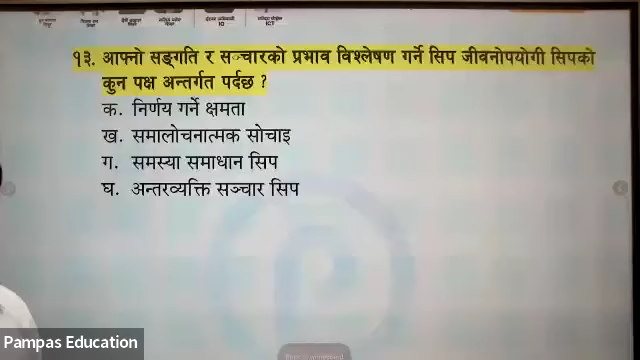 १३. आफ्नो सङ्गति र सञ्चारको प्रभाव विश्लेषण गर्ने सिप जीवनोपयोगी सिपको
कुन पक्ष अन्तर्गत पर्दछ ?
क. निर्णय गर्ने क्षमता
ख. समालोचनात्मक सोचाइ
ग. समस्या समाधान सिप
घ. अन्तरव्यक्ति सञ्चार सिप
Pampas Education